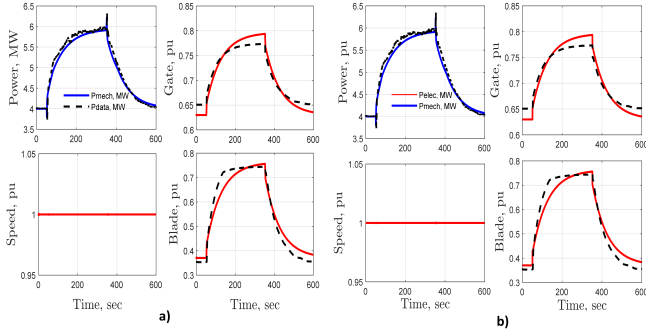 6.5
6
5.5
5
4.5
4
3.5
0 200 400 600
Power, MW
Pmech, MW
Pdata, MW
0.8
0.75
0.7
0.65
0.6
0 200 400 600
Gate, pu
1.05
1
0.95
0 200 400 600
Speed, pu
Time, sec
0.8
0.7
0.6
0.5
0.4
0.3
0 200 400 600
Blade, pu
Time, sec
a)
6.5
6
5.5
5
4.5
4
3.5
0 200 400 600
Power, pu
Pelec, MW
Pmech, MW
0.8
0.75
0.7
0.65
0.6
0 200 400 600
Gate, pu
1.05
1
0.95
0 200 400 600
Speed, pu
Time, sec
0.8
0.7
0.6
0.5
0.4
0.3
0 200 400 600
Blade, pu
Time, sec
b)